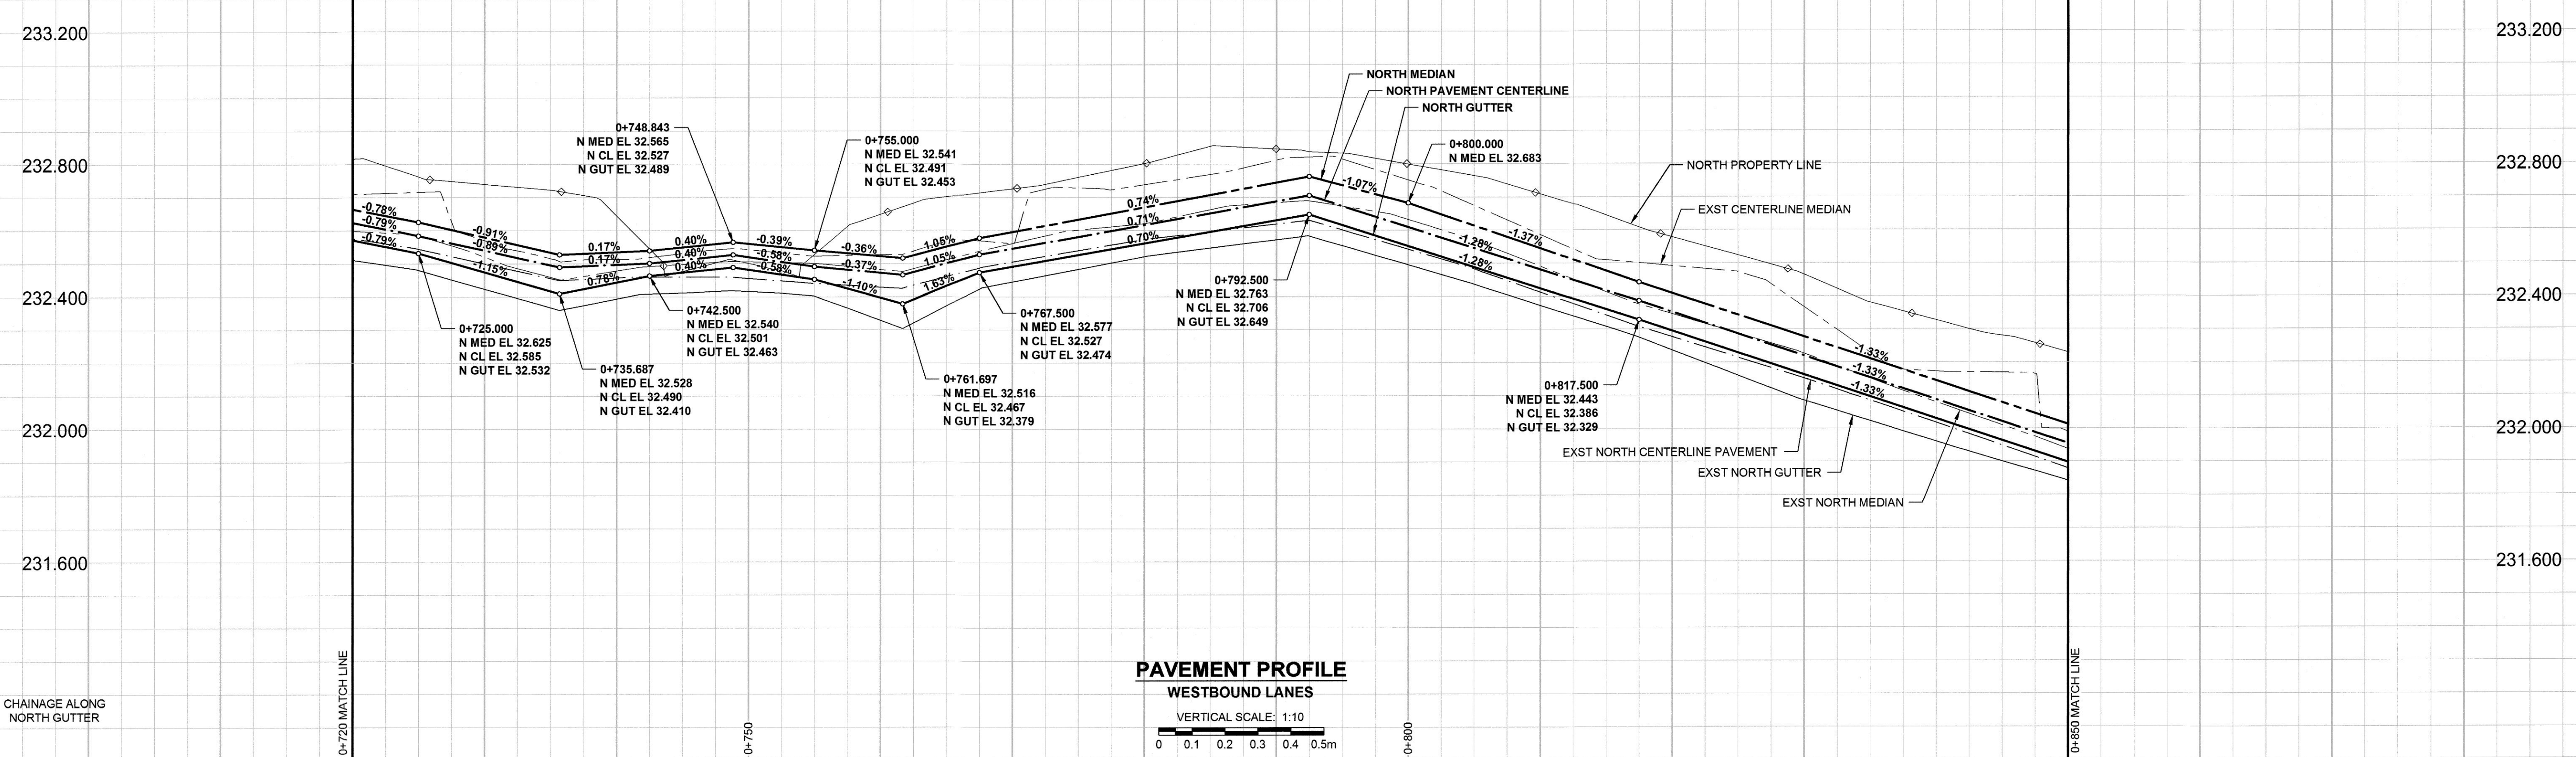 233.200
233.200
NORTH MEDIAN
NORTH PAVEMENT CENTERLINE
NORTH GUTTER
0+748.843
N MED EL 32.565
N CL EL 32.527
N GUT EL 32.489
0+755.000
N MED EL 32.541
N CL EL 32.491
N GUT EL 32.453
0+800.000
N MED EL 32.683
232.800
232.800
NORTH PROPERTY LINE
EXST CENTERLINE MEDIAN
-0.78%
-0.79%
-0.79%
-0.91%
-0.89%
-1.15%
0.17%
0.17%
0.78%
0.40%
0.40%
0.40%
-0.39%
-0.58%
-0.58%
-0.36%
-0.37%
-1.10%
1.05%
1.05%
1.63%
0.74%
0.71%
0.70%
-1.07%
-1.37%
-1.28%
-1.28%
232.400
232.400
0+725.000
N MED EL 32.625
N CL EL 32.585
N GUT EL 32.532
0+735.687
N MED EL 32.528
N CL EL 32.490
N GUT EL 32.410
0+742.500
N MED EL 32.540
N CL EL 32.501
N GUT EL 32.463
0+761.697
N MED EL 32.516
N CL EL 32.467
N GUT EL 32.379
0+767.500
N MED EL 32.577
N CL EL 32.527
N GUT EL 32.474
0+792.500
N MED EL 32.763
N CL EL 32.706
N GUT EL 32.649
0+817.500
N MED EL 32.443
N CL EL 32.386
N GUT EL 32.329
-1.33%
-1.33%
-1.33%
232.000
232.000
EXST NORTH CENTERLINE PAVEMENT
EXST NORTH GUTTER
EXST NORTH MEDIAN
231.600
231.600
CHAINAGE ALONG
NORTH GUTTER
0+720 MATCH LINE
0+750
PAVEMENT PROFILE
WESTBOUND LANES
VERTICAL SCALE: 1:10
0 0.1 0.2 0.3 0.4 0.5m
0+800
0+850 MATCH LINE